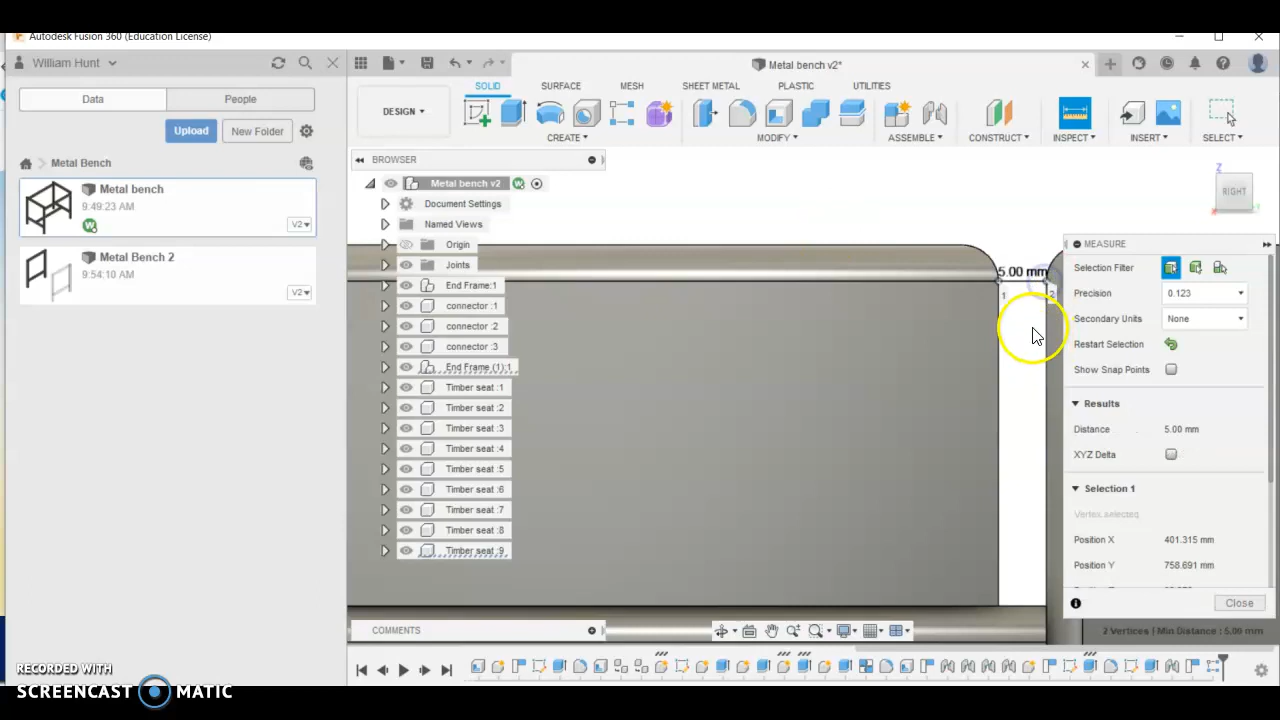 Autodesk Fusion 360 (Education License)
William Hunt
Metal bench v2*
Data
People
Upload
New Folder
Metal Bench
Metal bench
9:49:23 AM
V2
Metal Bench 2
9:54:10 AM
V2
DESIGN
SOLID
SURFACE
MESH
SHEET METAL
PLASTIC
UTILITIES
CREATE
MODIFY
ASSEMBLE
CONSTRUCT
INSPECT
INSERT
SELECT
BROWSER
Metal bench v2
Document Settings
Named Views
Origin
Joints
End Frame:1
connector :1
connector :2
connector :3
End Frame (1):1
Timber seat :1
Timber seat :2
Timber seat :3
Timber seat :4
Timber seat :5
Timber seat :6
Timber seat :7
Timber seat :8
Timber seat :9
Z
RIGHT
5.00 mm
1
2
MEASURE
Selection Filter
Precision
0.123
Secondary Units
None
Restart Selection
Show Snap Points
Results
Distance
5.00 mm
XYZ Delta
Selection 1
Vertex selected
Position X
401.315 mm
Position Y
758.691 mm
Close
2 Vertices | Min Distance : 5.00 mm
COMMENTS
RECORDED WITH
SCREENCAST MATIC